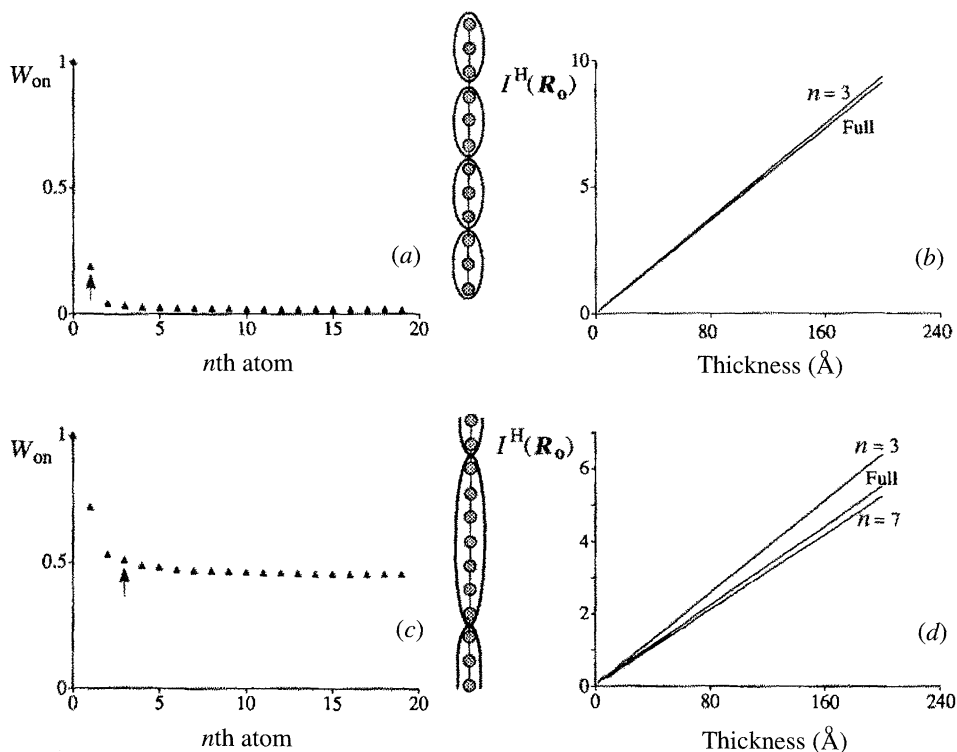 W_on
1
0.5
0
0 5 10 15 20
nth atom
(a)
I^H(R_o)
10
5
0
0 80 160 240
Thickness (Å)
n = 3
Full
(b)
W_on
1
0.5
0
0 5 10 15 20
nth atom
(c)
I^H(R_o)
6
4
2
0
0 80 160 240
Thickness (Å)
n = 3
Full
n = 7
(d)